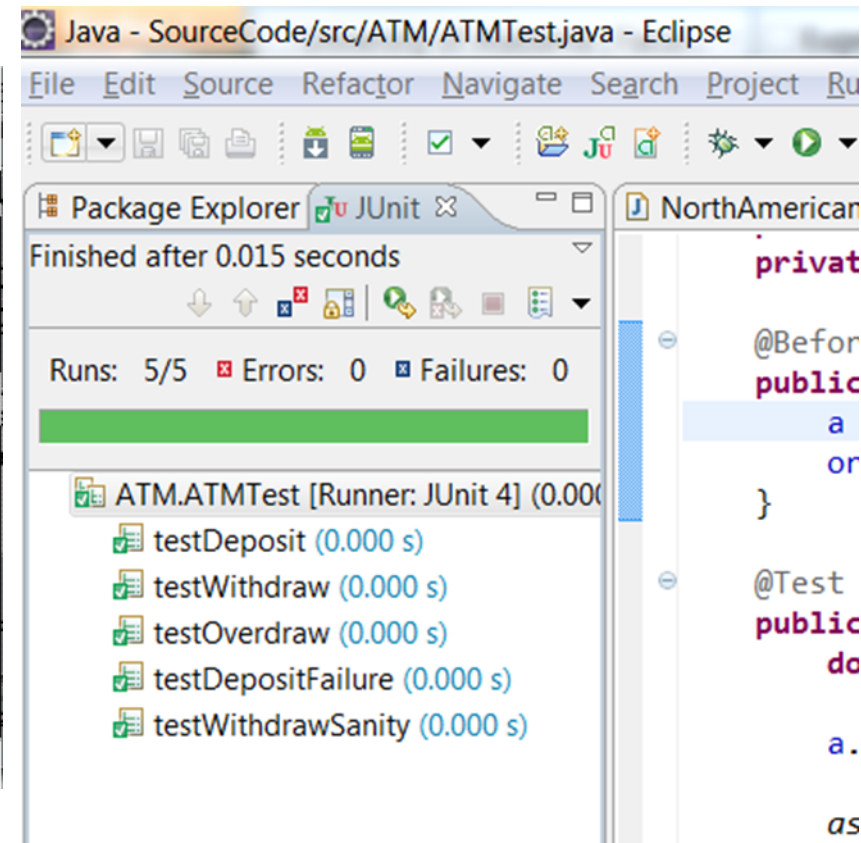 Java - SourceCode/src/ATM/ATMTest.java - Eclipse
File Edit Source Refactor Navigate Search Project Ru
Package Explorer JUnit
Finished after 0.015 seconds
Runs: 5/5 Errors: 0 Failures: 0
ATM.ATMTest [Runner: JUnit 4] (0.000
testDeposit (0.000 s)
testWithdraw (0.000 s)
testOverdraw (0.000 s)
testDepositFailure (0.000 s)
testWithdrawSanity (0.000 s)
NorthAmerican
privat
@Befor
public
a
or
}
@Test
public
do
a.
as